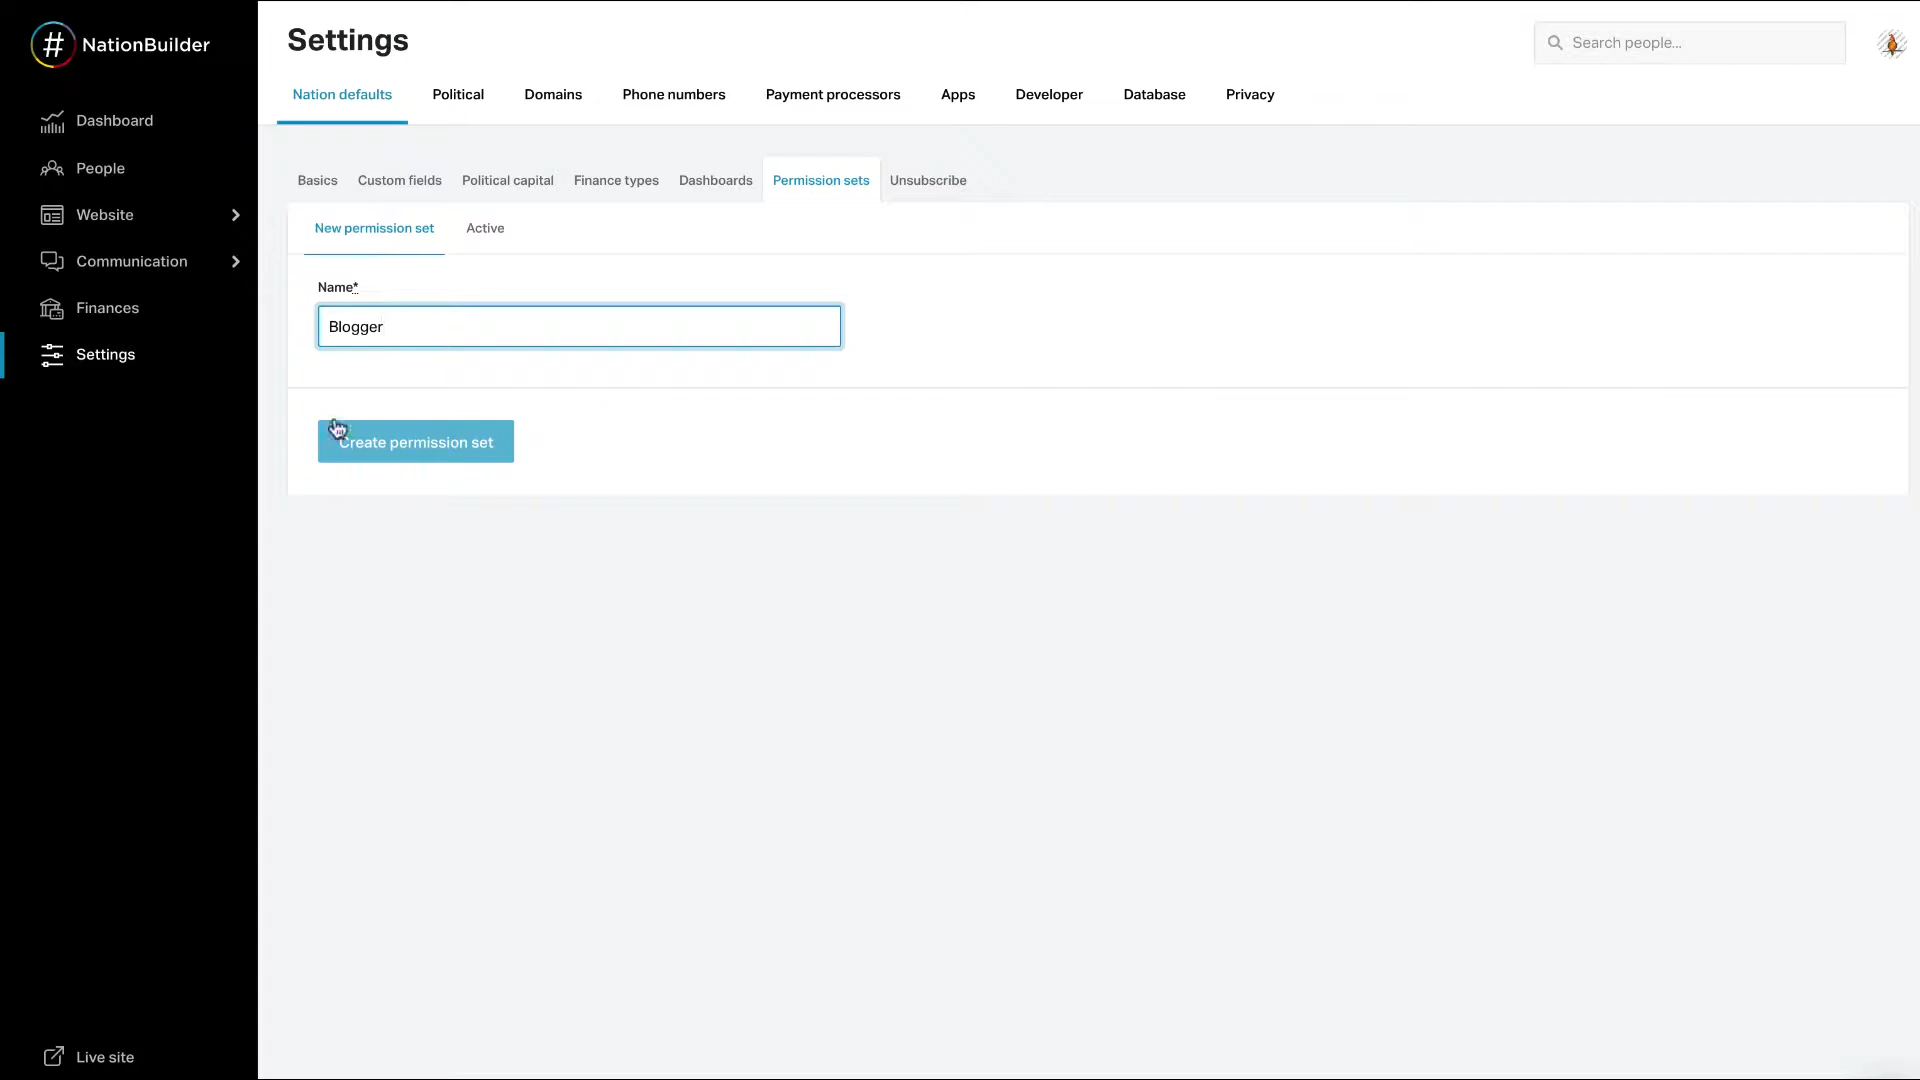 # NationBuilder
Dashboard
People
Website
Communication
Finances
Settings
Live site
Settings
Search people...
Nation defaults Political Domains Phone numbers Payment processors Apps Developer Database Privacy
Basics Custom fields Political capital Finance types Dashboards Permission sets Unsubscribe
New permission set Active
Name*
Blogger
Create permission set